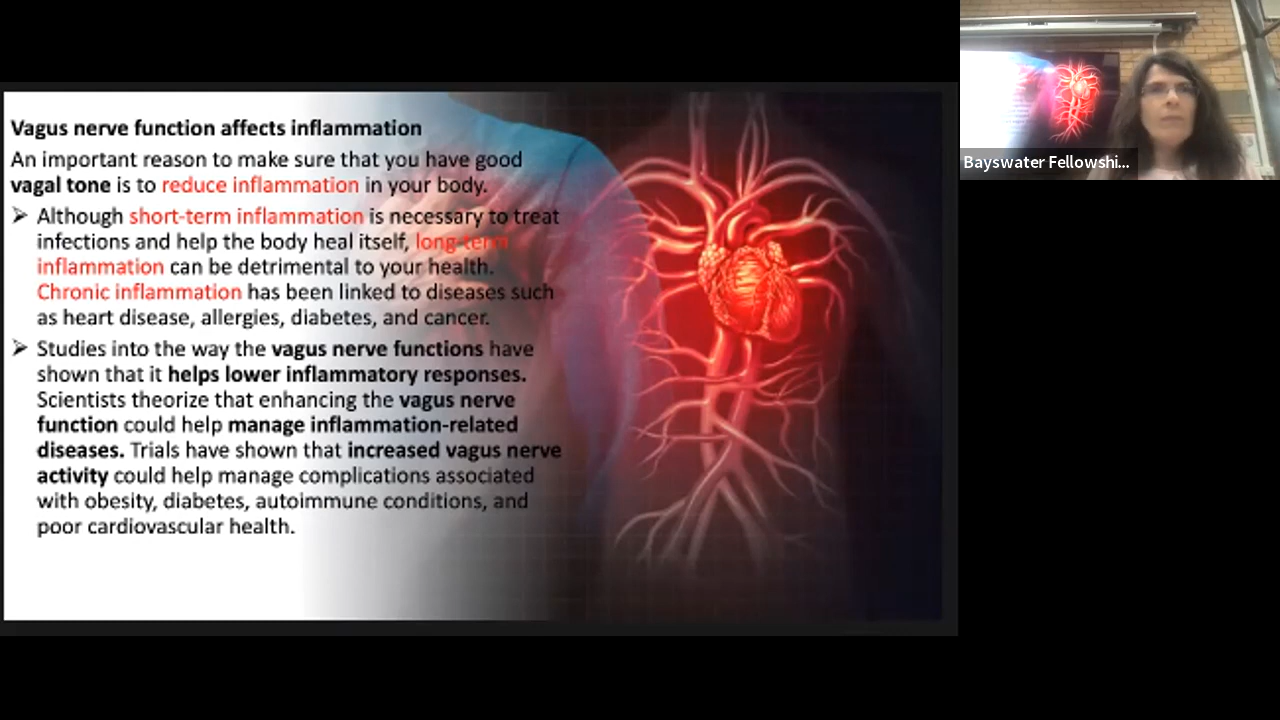 Vagus nerve function affects inflammation
An important reason to make sure that you have good
vagal tone is to reduce inflammation in your body.
➢ Although short-term inflammation is necessary to treat
infections and help the body heal itself, long-term
inflammation can be detrimental to your health.
Chronic inflammation has been linked to diseases such
as heart disease, allergies, diabetes, and cancer.
➢ Studies into the way the vagus nerve functions have
shown that it helps lower inflammatory responses.
Scientists theorize that enhancing the vagus nerve
function could help manage inflammation-related
diseases. Trials have shown that increased vagus nerve
activity could help manage complications associated
with obesity, diabetes, autoimmune conditions, and
poor cardiovascular health.
Bayswater Fellowshi...